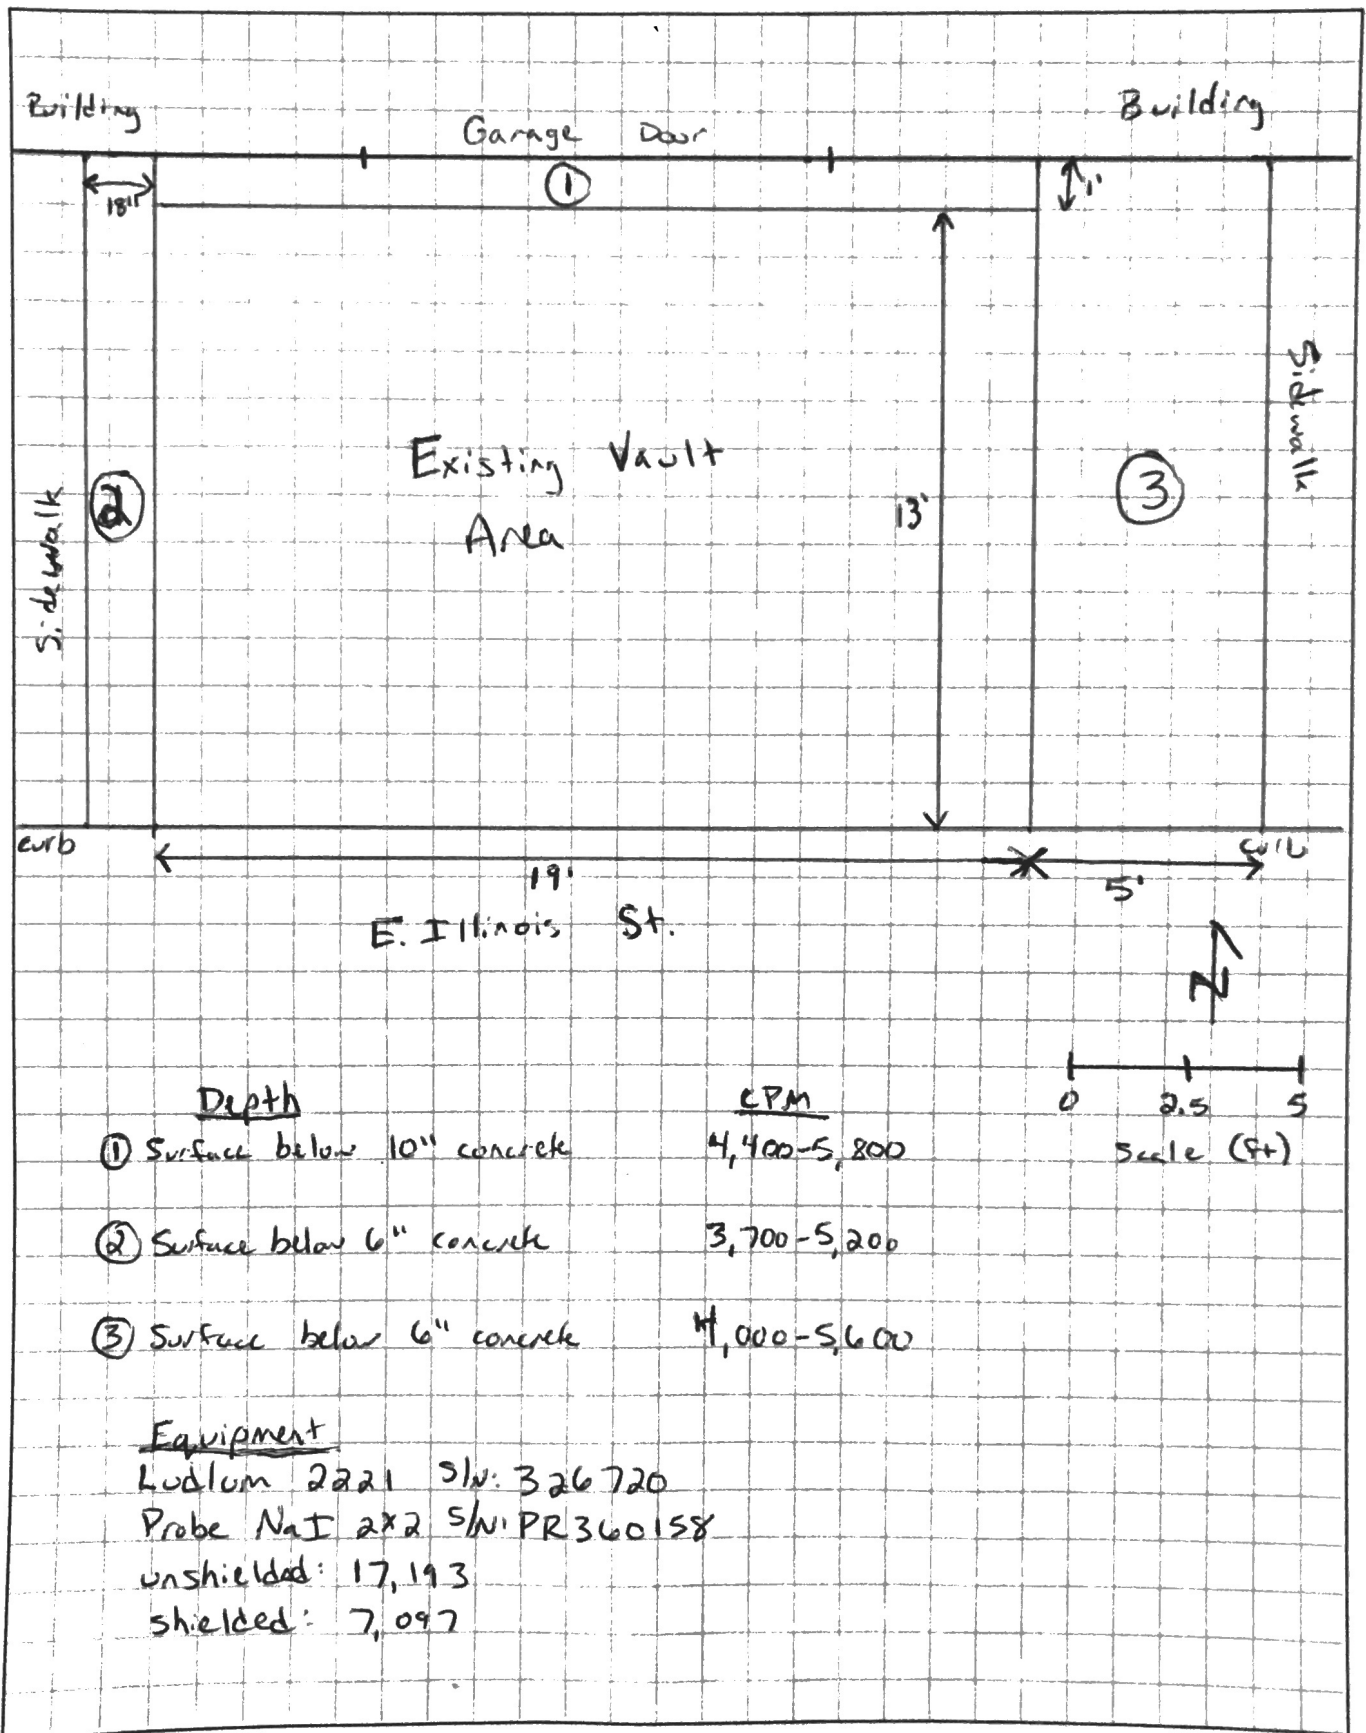 Building
Building
Garage Door
①
18"
1'
Existing Vault
Area
Sidewalk
②
13'
③
Sidewalk
curb
curb
19'
5'
E. Illinois St.
N
0 2.5 5
Scale (ft)
Depth CPM
① Surface below 10" concrete 4,400-5,800
② Surface below 6" concrete 3,700-5,200
③ Surface below 6" concrete 4,000-5,600
Equipment
Ludlum 2221 S/N: 326720
Probe NaI 2x2 S/N: PR360158
unshielded: 17,193
shielded: 7,097